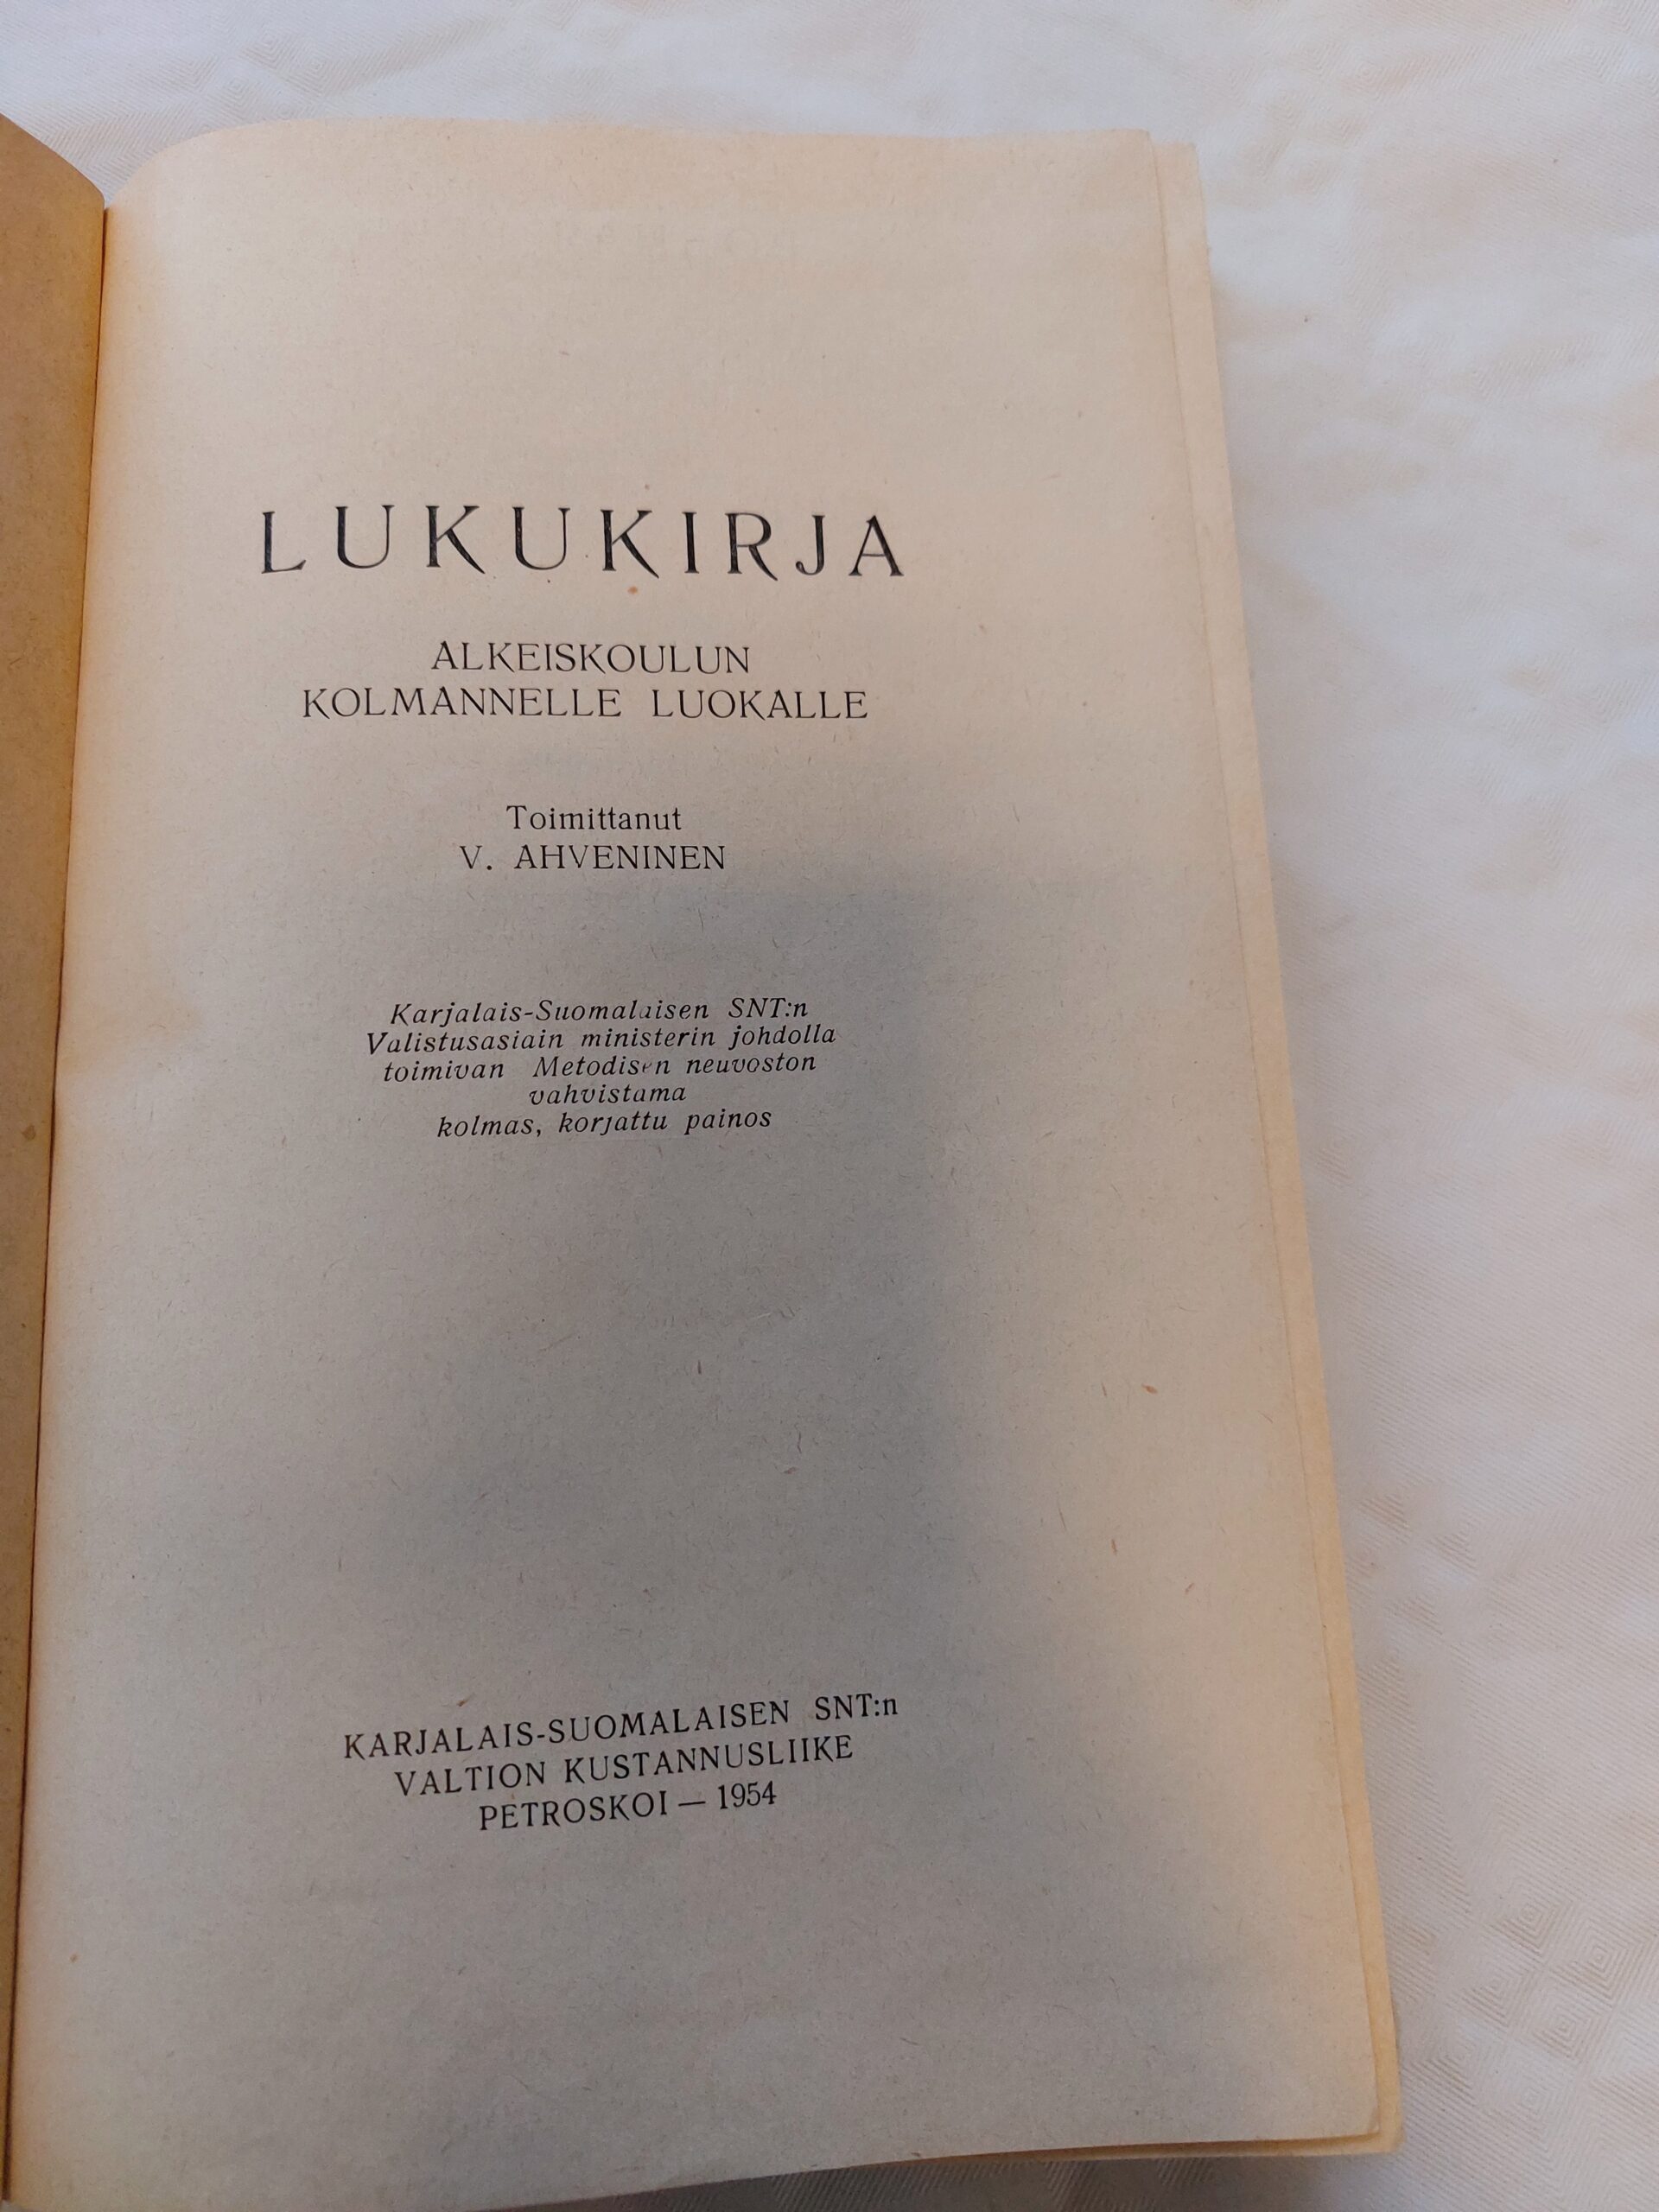 LUKUKIRJA
ALKEISKOULUN
KOLMANNELLE LUOKALLE
Toimittanut
V. AHVENINEN
Karjalais-Suomalaisen SNT:n
Valistusasiain ministerin johdolla
toimivan Metodisen neuvoston
vahvistama
kolmas, korjattu painos
KARJALAIS-SUOMALAISEN SNT:n
VALTION KUSTANNUSLIIKE
PETROSKOI — 1954